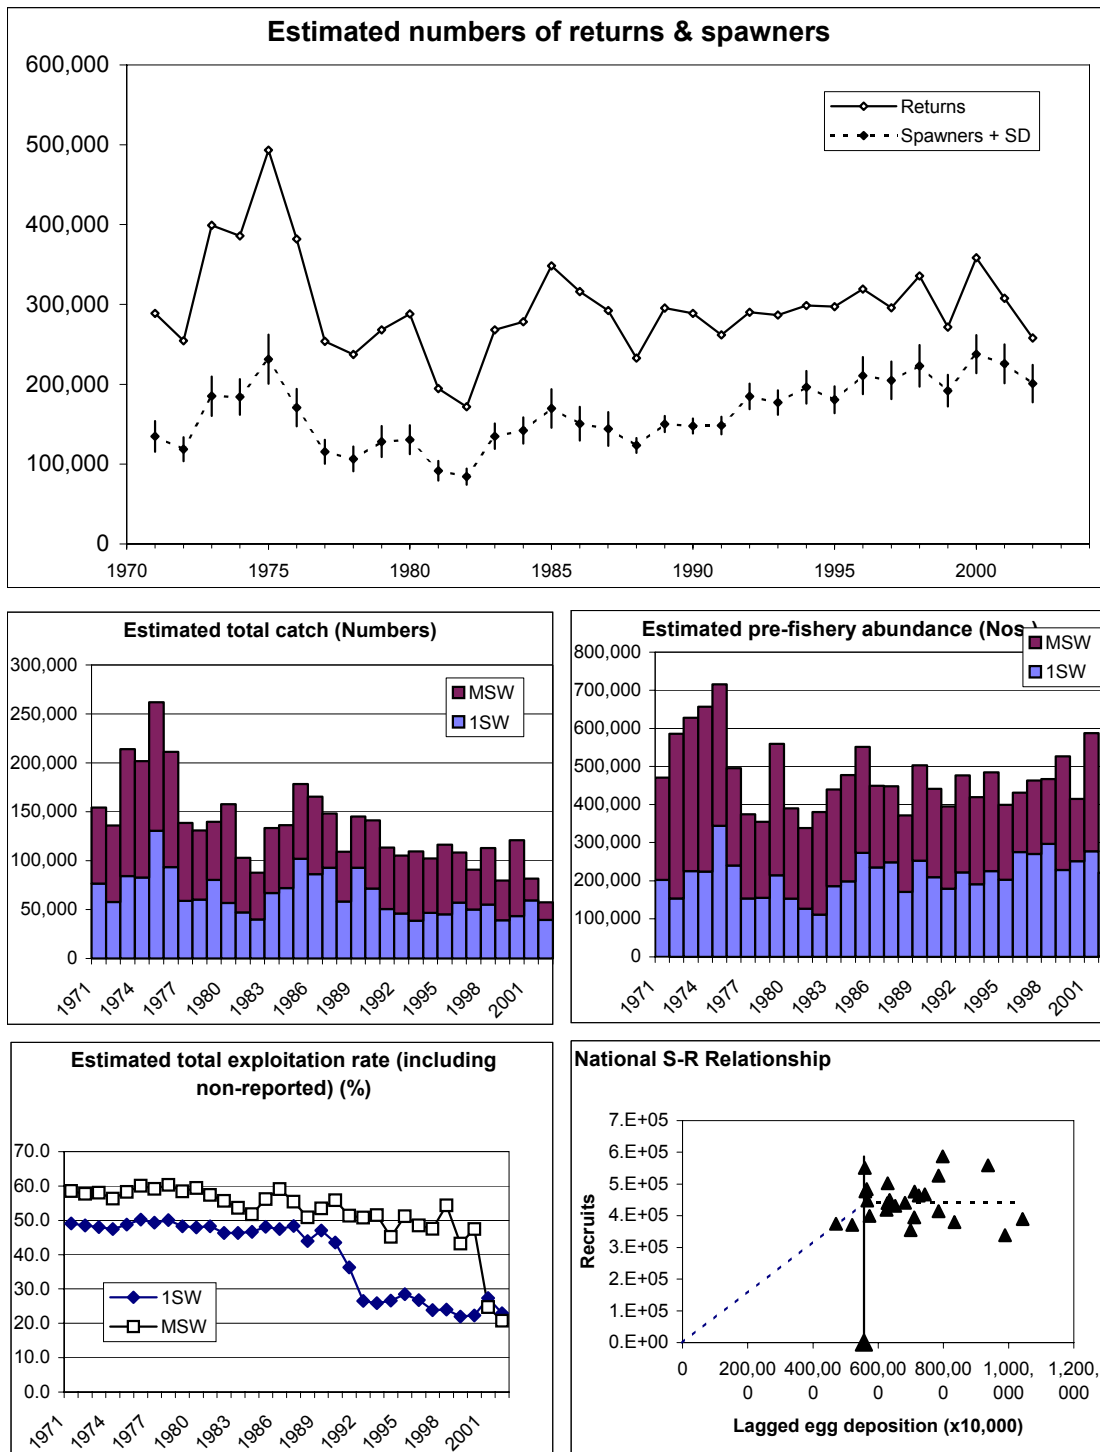 Estimated numbers of returns & spawners
600,000
500,000
400,000
300,000
200,000
100,000
0
Returns
Spawners + SD
1970 1975 1980 1985 1990 1995 2000
Estimated total catch (Numbers)
300,000
250,000
200,000
150,000
100,000
50,000
0
MSW
1SW
1971 1974 1977 1980 1983 1986 1989 1992 1995 1998 2001
Estimated pre-fishery abundance (Nos.)
800,000
700,000
600,000
500,000
400,000
300,000
200,000
100,000
0
MSW
1SW
1971 1974 1977 1980 1983 1986 1989 1992 1995 1998 2001
Estimated total exploitation rate (including
non-reported) (%)
70.0
60.0
50.0
40.0
30.0
20.0
10.0
0.0
1SW
MSW
1971 1974 1977 1980 1983 1986 1989 1992 1995 1998 2001
National S-R Relationship
7.E+05
6.E+05
5.E+05
4.E+05
3.E+05
2.E+05
1.E+05
0.E+00
Recruits
0 200,00 400,00 600,00 800,00 1,000, 1,200,
0 0 0 0 000 000
Lagged egg deposition (x10,000)